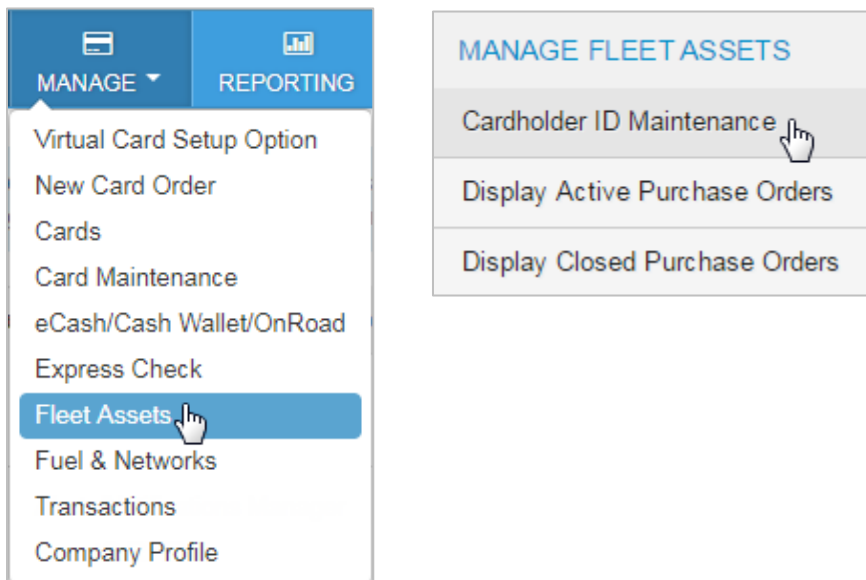 MANAGE
REPORTING
Virtual Card Setup Option
New Card Order
Cards
Card Maintenance
eCash/Cash Wallet/OnRoad
Express Check
Fleet Assets
Fuel & Networks
Transactions
Company Profile
MANAGE FLEET ASSETS
Cardholder ID Maintenance
Display Active Purchase Orders
Display Closed Purchase Orders